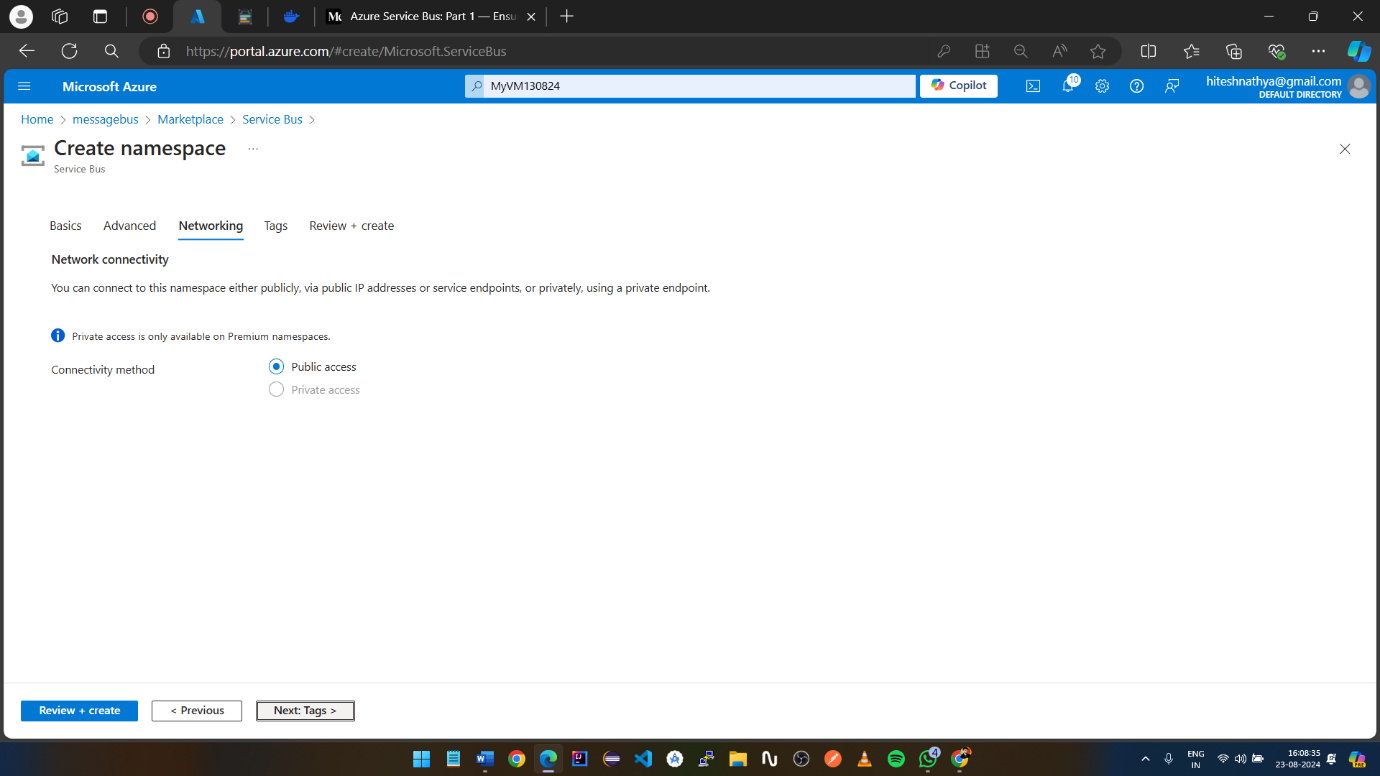 Azure Service Bus: Part 1 — Ensu
https://portal.azure.com/#create/Microsoft.ServiceBus
Microsoft Azure
MyVM130824
Copilot
10
hiteshnathya@gmail.com
DEFAULT DIRECTORY
Home > messagebus > Marketplace > Service Bus >
Create namespace ...
Service Bus
Basics Advanced Networking Tags Review + create
Network connectivity
You can connect to this namespace either publicly, via public IP addresses or service endpoints, or privately, using a private endpoint.
Private access is only available on Premium namespaces.
Connectivity method
Public access
Private access
Review + create
< Previous
Next: Tags >
4
ENG
IN
16:08:35
23-08-2024